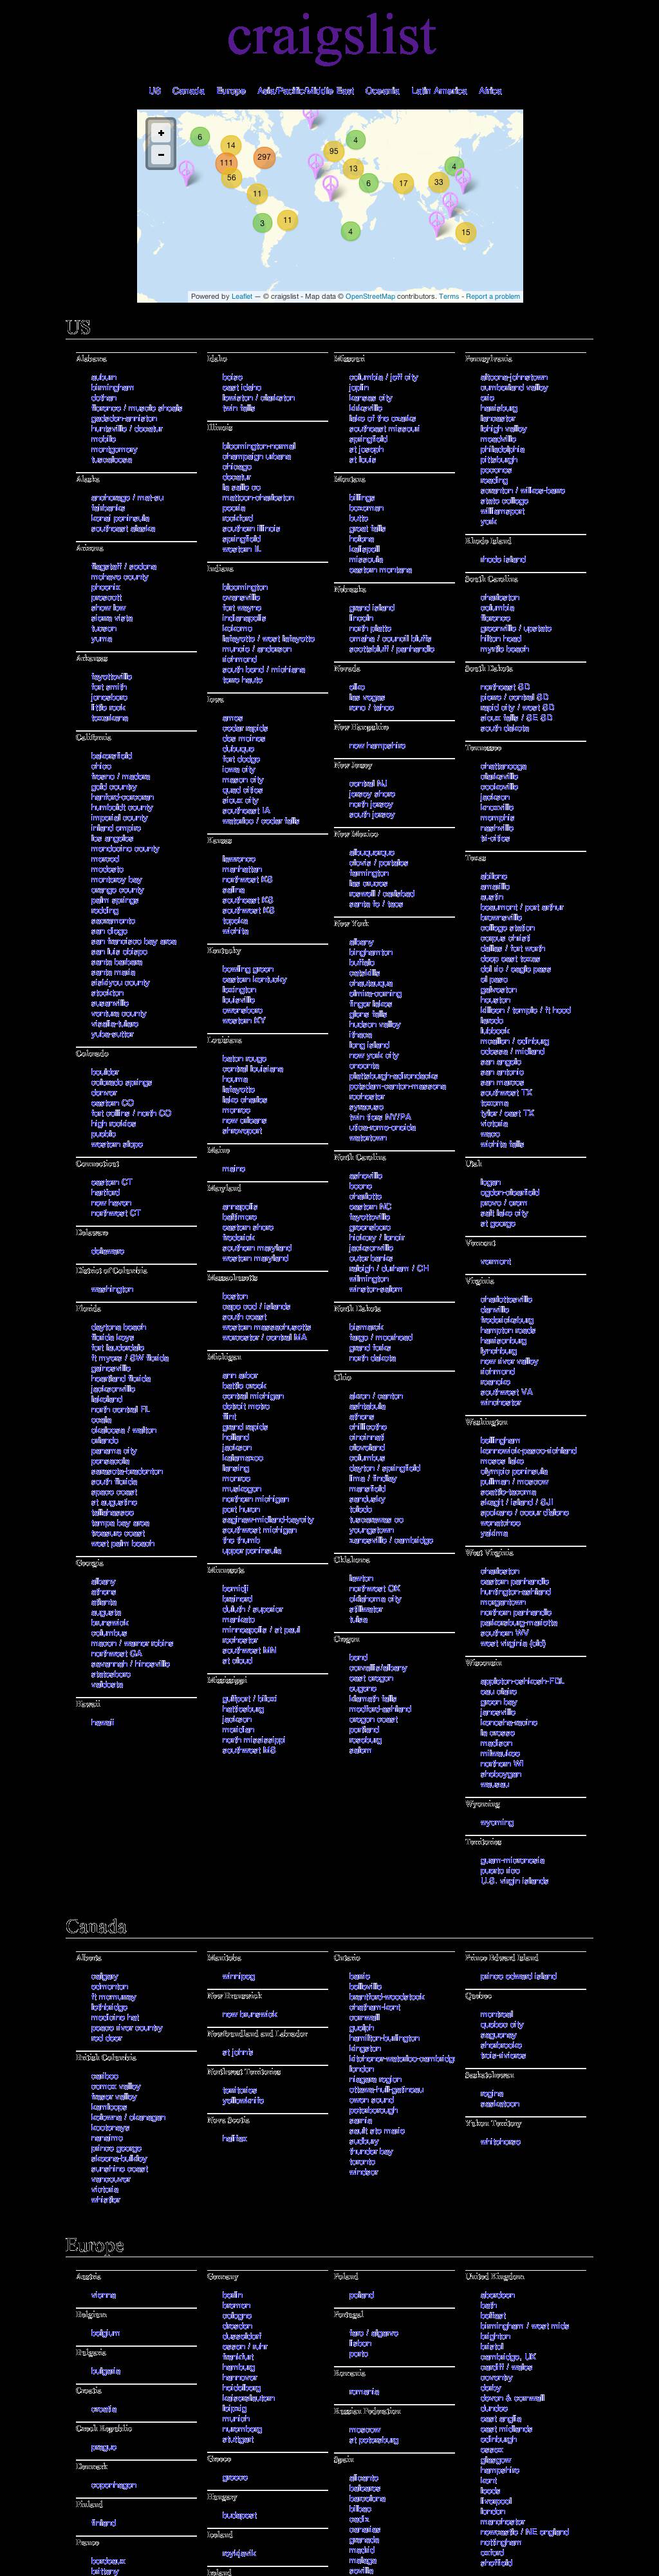 craigslist
US Canada Europe Asia/Pacific/Middle East Oceania Latin America Africa
+
−
6
14
111
297
56
11
3
11
95
4
13
6
4
17
33
4
15
Powered by Leaflet — © craigslist - Map data © OpenStreetMap contributors. Terms - Report a problem
US
Alabama
auburn
birmingham
dothan
florence / muscle shoals
gadsden-anniston
huntsville / decatur
mobile
montgomery
tuscaloosa
Alaska
anchorage / mat-su
fairbanks
kenai peninsula
southeast alaska
Arizona
flagstaff / sedona
mohave county
phoenix
prescott
show low
sierra vista
tucson
yuma
Arkansas
fayetteville
fort smith
jonesboro
little rock
texarkana
California
bakersfield
chico
fresno / madera
gold country
hanford-corcoran
humboldt county
imperial county
inland empire
los angeles
mendocino county
merced
modesto
monterey bay
orange county
palm springs
redding
sacramento
san diego
san francisco bay area
san luis obispo
santa barbara
santa maria
siskiyou county
stockton
susanville
ventura county
visalia-tulare
yuba-sutter
Colorado
boulder
colorado springs
denver
eastern CO
fort collins / north CO
high rockies
pueblo
western slope
Connecticut
eastern CT
hartford
new haven
northwest CT
Delaware
delaware
District of Columbia
washington
Florida
daytona beach
florida keys
fort lauderdale
ft myers / SW florida
gainesville
heartland florida
jacksonville
lakeland
north central FL
ocala
okaloosa / walton
orlando
panama city
pensacola
sarasota-bradenton
south florida
space coast
st augustine
tallahassee
tampa bay area
treasure coast
west palm beach
Georgia
albany
athens
atlanta
augusta
brunswick
columbus
macon / warner robins
northwest GA
savannah / hinesville
statesboro
valdosta
Hawaii
hawaii
Idaho
boise
east idaho
lewiston / clarkston
twin falls
Illinois
bloomington-normal
champaign urbana
chicago
decatur
la salle co
mattoon-charleston
peoria
rockford
southern illinois
springfield
western IL
Indiana
bloomington
evansville
fort wayne
indianapolis
kokomo
lafayette / west lafayette
muncie / anderson
richmond
south bend / michiana
terre haute
Iowa
ames
cedar rapids
des moines
dubuque
fort dodge
iowa city
mason city
quad cities
sioux city
southeast IA
waterloo / cedar falls
Kansas
lawrence
manhattan
northwest KS
salina
southeast KS
southwest KS
topeka
wichita
Kentucky
bowling green
eastern kentucky
lexington
louisville
owensboro
western KY
Louisiana
baton rouge
central louisiana
houma
lafayette
lake charles
monroe
new orleans
shreveport
Maine
maine
Maryland
annapolis
baltimore
eastern shore
frederick
southern maryland
western maryland
Massachusetts
boston
cape cod / islands
south coast
western massachusetts
worcester / central MA
Michigan
ann arbor
battle creek
central michigan
detroit metro
flint
grand rapids
holland
jackson
kalamazoo
lansing
monroe
muskegon
northern michigan
port huron
saginaw-midland-baycity
southwest michigan
the thumb
upper peninsula
Minnesota
bemidji
brainerd
duluth / superior
mankato
minneapolis / st paul
rochester
southwest MN
st cloud
Mississippi
gulfport / biloxi
hattiesburg
jackson
meridian
north mississippi
southwest MS
Missouri
columbia / jeff city
joplin
kansas city
kirksville
lake of the ozarks
southeast missouri
springfield
st joseph
st louis
Montana
billings
bozeman
butte
great falls
helena
kalispell
missoula
eastern montana
Nebraska
grand island
lincoln
north platte
omaha / council bluffs
scottsbluff / panhandle
Nevada
elko
las vegas
reno / tahoe
New Hampshire
new hampshire
New Jersey
central NJ
jersey shore
north jersey
south jersey
New Mexico
albuquerque
clovis / portales
farmington
las cruces
roswell / carlsbad
santa fe / taos
New York
albany
binghamton
buffalo
catskills
chautauqua
elmira-corning
finger lakes
glens falls
hudson valley
ithaca
long island
new york city
oneonta
plattsburgh-adirondacks
potsdam-canton-massena
rochester
syracuse
twin tiers NY/PA
utica-rome-oneida
watertown
North Carolina
asheville
boone
charlotte
eastern NC
fayetteville
greensboro
hickory / lenoir
jacksonville
outer banks
raleigh / durham / CH
wilmington
winston-salem
North Dakota
bismarck
fargo / moorhead
grand forks
north dakota
Ohio
akron / canton
ashtabula
athens
chillicothe
cincinnati
cleveland
columbus
dayton / springfield
lima / findlay
mansfield
sandusky
toledo
tuscarawas co
youngstown
zanesville / cambridge
Oklahoma
lawton
northwest OK
oklahoma city
stillwater
tulsa
Oregon
bend
corvallis/albany
east oregon
eugene
klamath falls
medford-ashland
oregon coast
portland
roseburg
salem
Pennsylvania
altoona-johnstown
cumberland valley
erie
harrisburg
lancaster
lehigh valley
meadville
philadelphia
pittsburgh
poconos
reading
scranton / wilkes-barre
state college
williamsport
york
Rhode Island
rhode island
South Carolina
charleston
columbia
florence
greenville / upstate
hilton head
myrtle beach
South Dakota
northeast SD
pierre / central SD
rapid city / west SD
sioux falls / SE SD
south dakota
Tennessee
chattanooga
clarksville
cookeville
jackson
knoxville
memphis
nashville
tri-cities
Texas
abilene
amarillo
austin
beaumont / port arthur
brownsville
college station
corpus christi
dallas / fort worth
deep east texas
del rio / eagle pass
el paso
galveston
houston
killeen / temple / ft hood
laredo
lubbock
mcallen / edinburg
odessa / midland
san angelo
san antonio
san marcos
southwest TX
texoma
tyler / east TX
victoria
waco
wichita falls
Utah
logan
ogden-clearfield
provo / orem
salt lake city
st george
Vermont
vermont
Virginia
charlottesville
danville
fredericksburg
hampton roads
harrisonburg
lynchburg
new river valley
richmond
roanoke
southwest VA
winchester
Washington
bellingham
kennewick-pasco-richland
moses lake
olympic peninsula
pullman / moscow
seattle-tacoma
skagit / island / SJI
spokane / coeur d'alene
wenatchee
yakima
West Virginia
charleston
eastern panhandle
huntington-ashland
morgantown
northern panhandle
parkersburg-marietta
southern WV
west virginia (old)
Wisconsin
appleton-oshkosh-FDL
eau claire
green bay
janesville
kenosha-racine
la crosse
madison
milwaukee
northern WI
sheboygan
wausau
Wyoming
wyoming
Territories
guam-micronesia
puerto rico
U.S. virgin islands
Canada
Alberta
calgary
edmonton
ft mcmurray
lethbridge
medicine hat
peace river country
red deer
British Columbia
cariboo
comox valley
fraser valley
kamloops
kelowna / okanagan
kootenays
nanaimo
prince george
skeena-bulkley
sunshine coast
vancouver
victoria
whistler
Manitoba
winnipeg
New Brunswick
new brunswick
Newfoundland and Labrador
st john's
Northwest Territories
territories
yellowknife
Nova Scotia
halifax
Ontario
barrie
belleville
brantford-woodstock
chatham-kent
cornwall
guelph
hamilton-burlington
kingston
kitchener-waterloo-cambridg
london
niagara region
ottawa-hull-gatineau
owen sound
peterborough
sarnia
sault ste marie
sudbury
thunder bay
toronto
windsor
Prince Edward Island
prince edward island
Quebec
montreal
quebec city
saguenay
sherbrooke
trois-rivieres
Saskatchewan
regina
saskatoon
Yukon Territory
whitehorse
Europe
Austria
vienna
Belgium
belgium
Bulgaria
bulgaria
Croatia
croatia
Czech Republic
prague
Denmark
copenhagen
Finland
finland
France
bordeaux
brittany
Germany
berlin
bremen
cologne
dresden
dusseldorf
essen / ruhr
frankfurt
hamburg
hannover
heidelberg
kaiserslautern
leipzig
munich
nuremberg
stuttgart
Greece
greece
Hungary
budapest
Iceland
reykjavik
Ireland
Poland
poland
Portugal
faro / algarve
lisbon
porto
Romania
romania
Russian Federation
moscow
st petersburg
Spain
alicante
baleares
barcelona
bilbao
cadiz
canarias
granada
madrid
malaga
sevilla
United Kingdom
aberdeen
bath
belfast
birmingham / west mids
brighton
bristol
cambridge, UK
cardiff / wales
coventry
derby
devon & cornwall
dundee
east anglia
east midlands
edinburgh
essex
glasgow
hampshire
kent
leeds
liverpool
london
manchester
newcastle / NE england
nottingham
oxford
sheffield